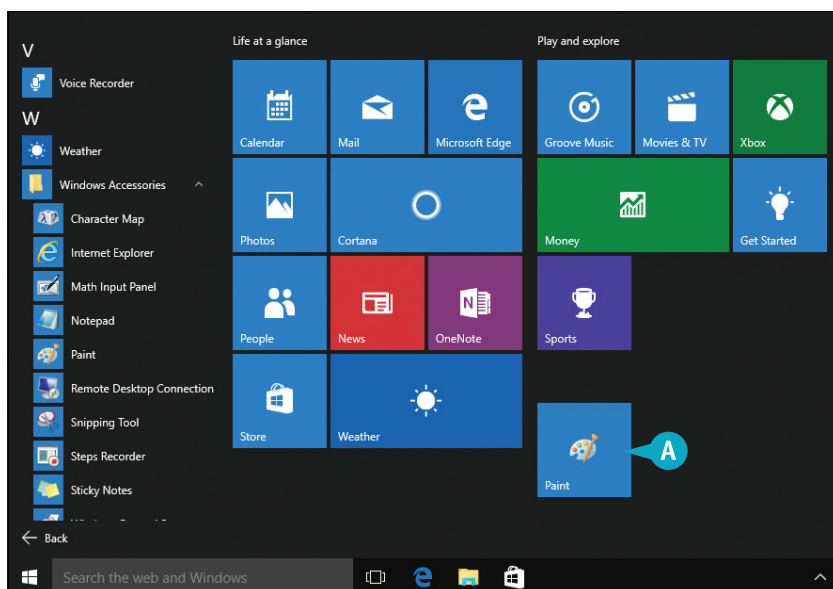 V
Voice Recorder
W
Weather
Windows Accessories
Character Map
Internet Explorer
Math Input Panel
Notepad
Paint
Remote Desktop Connection
Snipping Tool
Steps Recorder
Sticky Notes
Back
Life at a glance
Calendar
Mail
Microsoft Edge
Photos
Cortana
People
News
OneNote
Store
Weather
Play and explore
Groove Music
Movies & TV
Xbox
Money
Get Started
Sports
Paint
A
Search the web and Windows